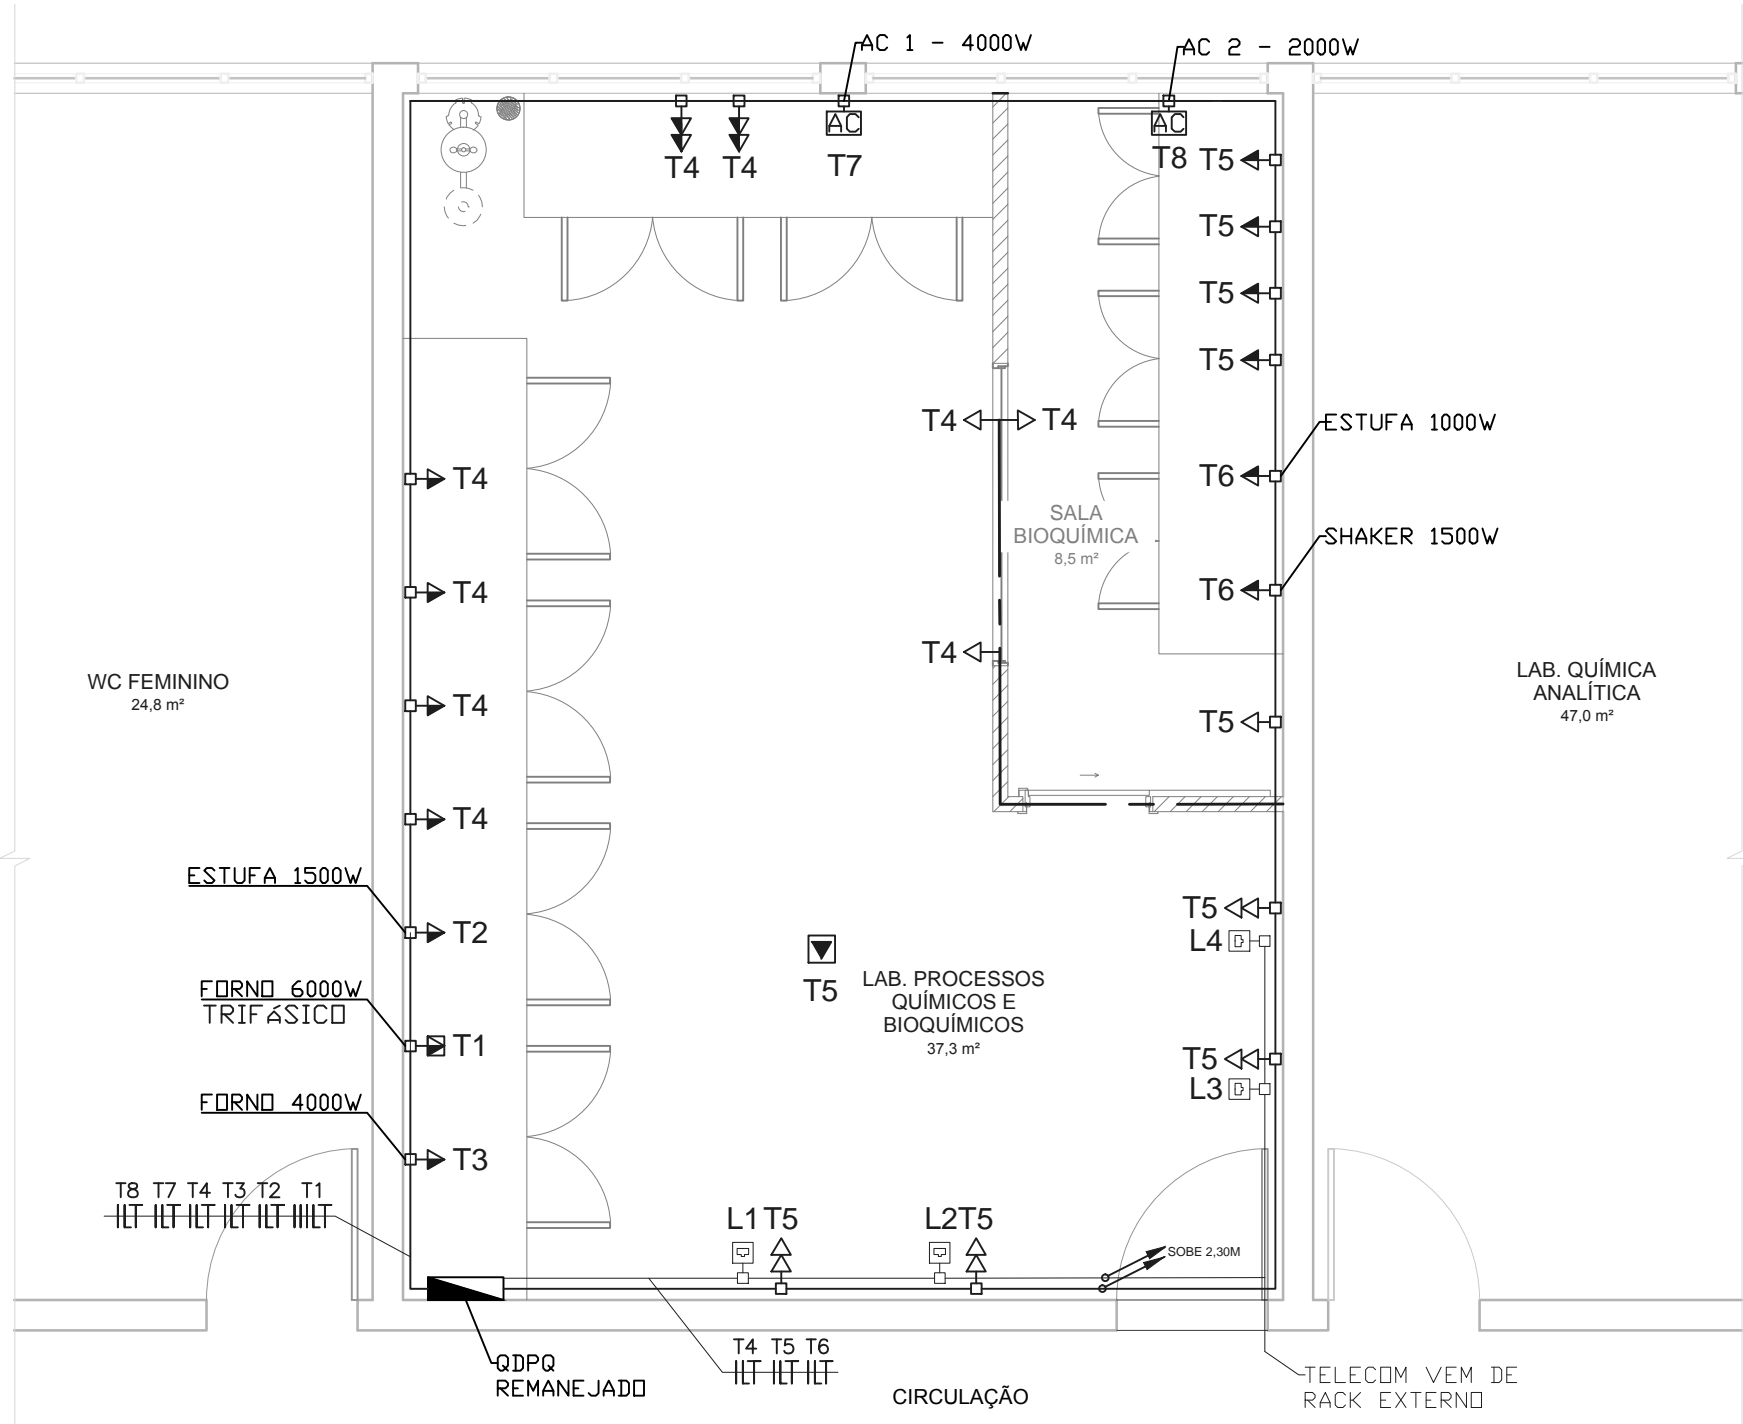 AC 1 - 4000W
AC 2 - 2000W
AC
AC
T4
T4
T7
T8
T5
T5
T5
T5
T4
T4
ESTUFA 1000W
T4
T6
SALA
BIOQUÍMICA
8,5 m²
SHAKER 1500W
T4
T6
T4
WC FEMININO
24,8 m²
T4
T5
LAB. QUÍMICA
ANALÍTICA
47,0 m²
T4
ESTUFA 1500W
T2
T5
L4
FORNO 6000W
TRIFÁSICO
T5
LAB. PROCESSOS
QUÍMICOS E
BIOQUÍMICOS
37,3 m²
T1
T5
L3
FORNO 4000W
T3
T8 T7 T4 T3 T2 T1
L1 T5
L2 T5
SOBE 2,30M
T4 T5 T6
QDPQ
REMANEJADO
CIRCULAÇÃO
TELECOM VEM DE
RACK EXTERNO